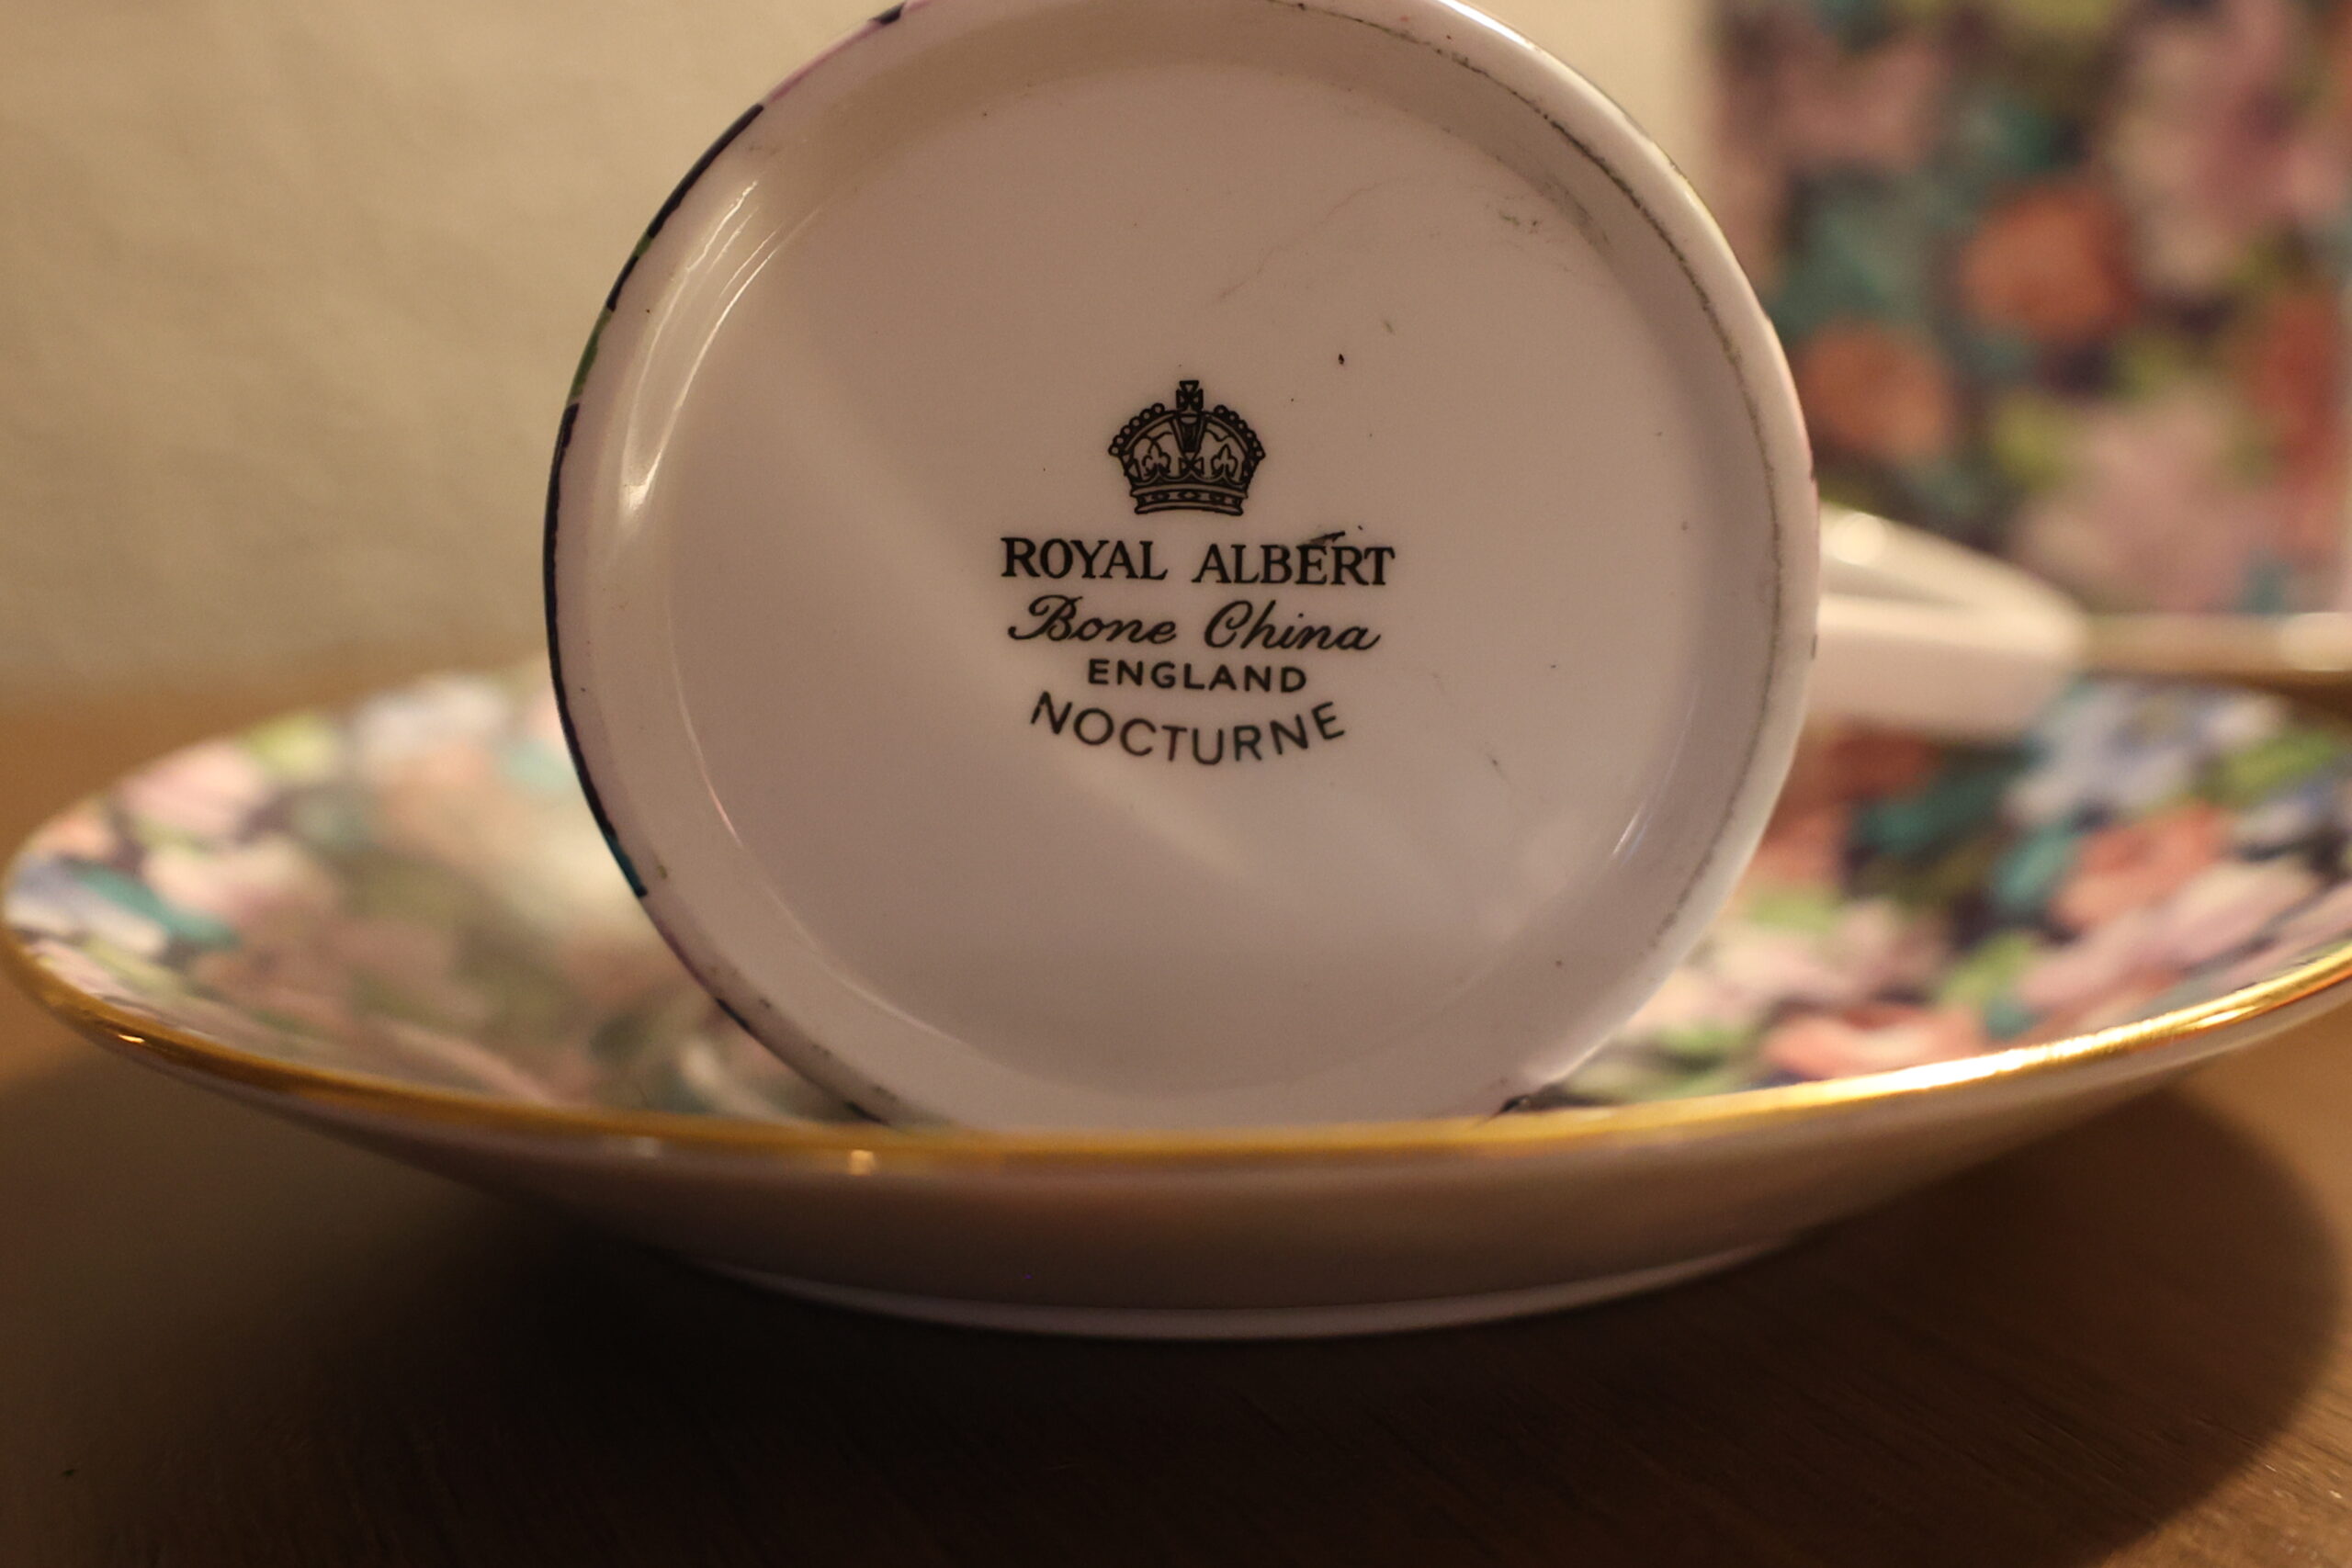 ROYAL ALBERT
Bone China
ENGLAND
NOCTURNE